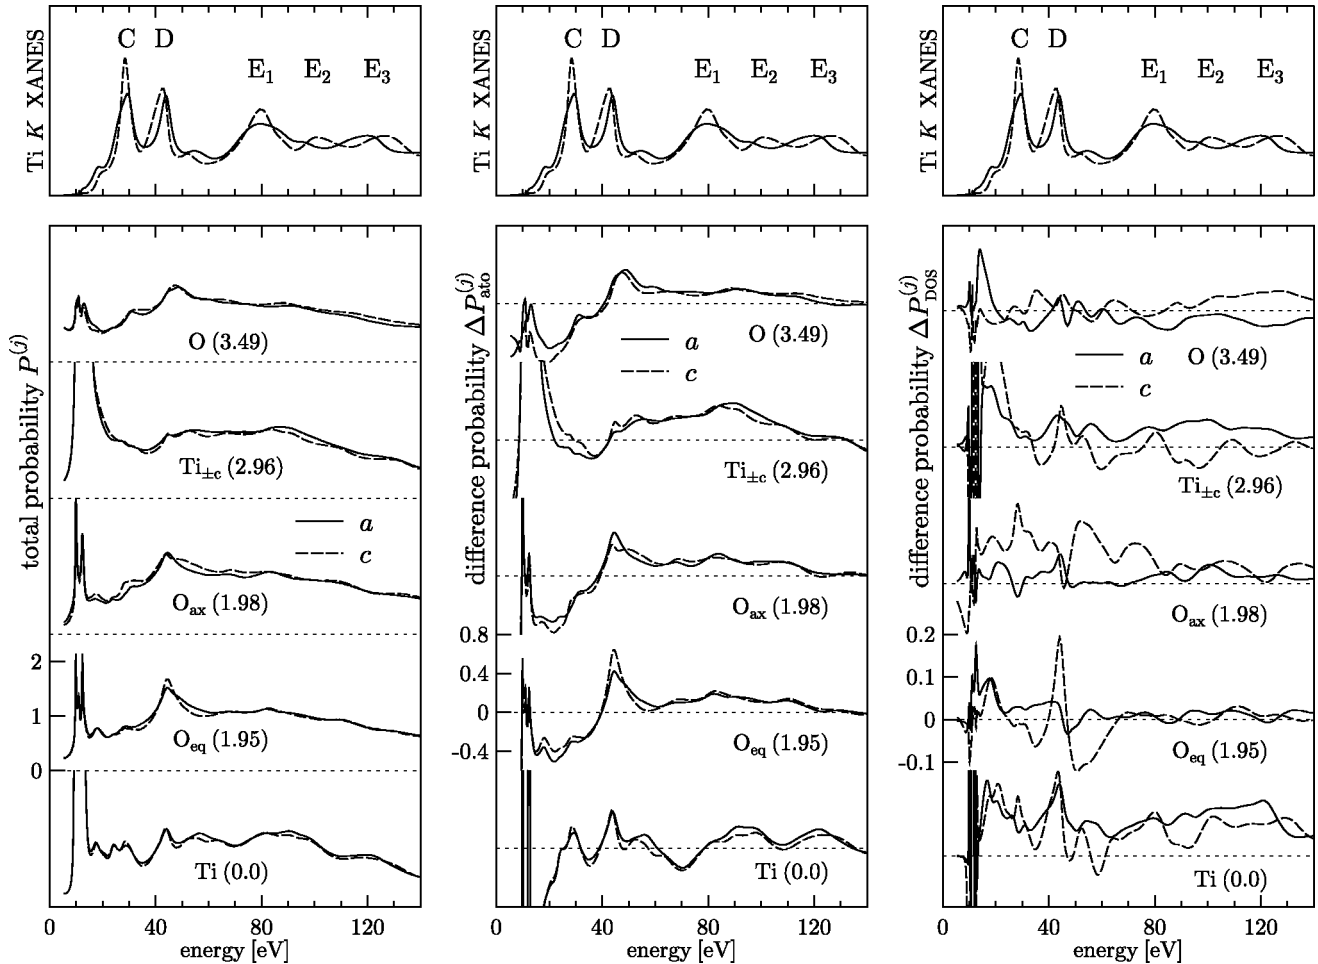 Ti K XANES
C D
E₁ E₂ E₃
Ti K XANES
C D
E₁ E₂ E₃
Ti K XANES
C D
E₁ E₂ E₃
total probability P^(j)
O (3.49)
Ti±c (2.96)
a
c
Oax (1.98)
2
1
Oeq (1.95)
0
Ti (0.0)
0 40 80 120
energy [eV]
difference probability ΔP^(j)_ato
a
O (3.49)
c
Ti±c (2.96)
Oax (1.98)
0.8
0.4
0
-0.4
Oeq (1.95)
Ti (0.0)
0 40 80 120
energy [eV]
difference probability ΔP^(j)_DOS
a
O (3.49)
c
Ti±c (2.96)
Oax (1.98)
0.2
0.1
0
Oeq (1.95)
-0.1
Ti (0.0)
0 40 80 120
energy [eV]